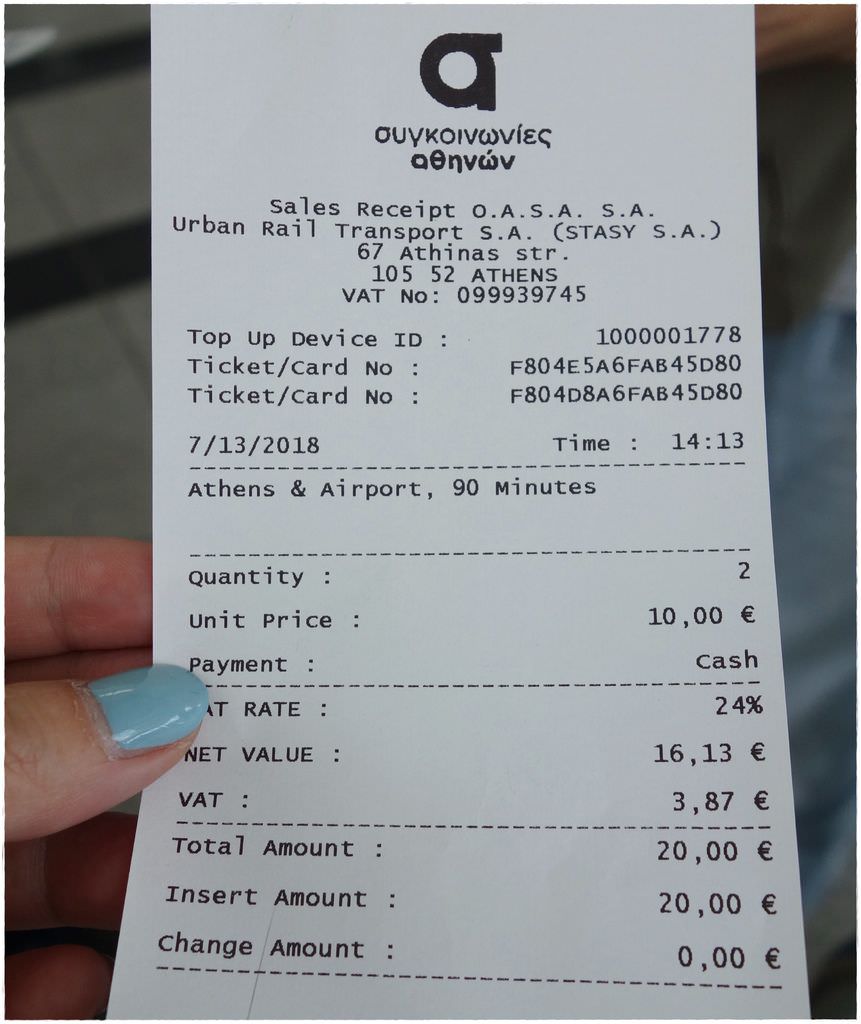 συγκοινωνίες
αθηνών
Sales Receipt O.A.S.A. S.A.
Urban Rail Transport S.A. (STASY S.A.)
67 Athinas str.
105 52 ATHENS
VAT No: 099939745
Top Up Device ID : 1000001778
Ticket/Card No : F804E5A6FAB45D80
Ticket/Card No : F804D8A6FAB45D80
7/13/2018 Time : 14:13
Athens & Airport, 90 Minutes
Quantity : 2
Unit Price : 10,00 €
Payment : Cash
AT RATE : 24%
NET VALUE : 16,13 €
VAT : 3,87 €
Total Amount : 20,00 €
Insert Amount : 20,00 €
Change Amount : 0,00 €